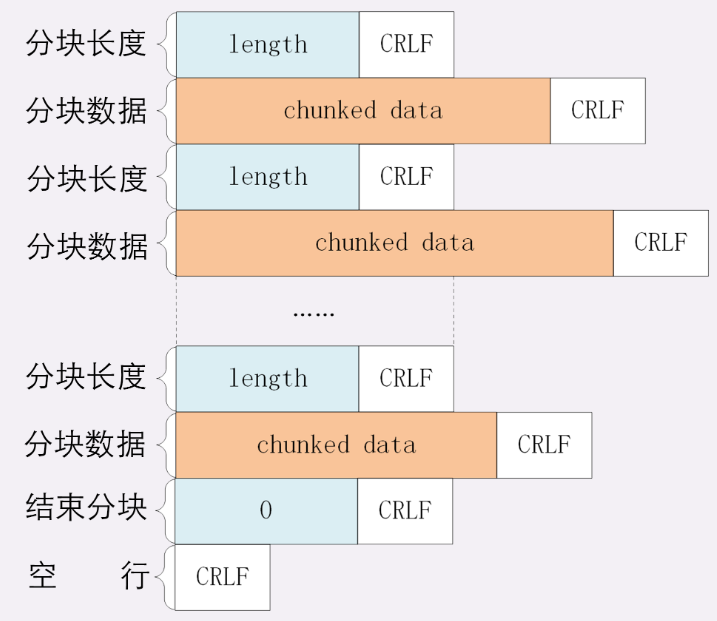 分块长度 length CRLF
分块数据 chunked data CRLF
分块长度 length CRLF
分块数据 chunked data CRLF
……
分块长度 length CRLF
分块数据 chunked data CRLF
结束分块 0 CRLF
空 行 CRLF